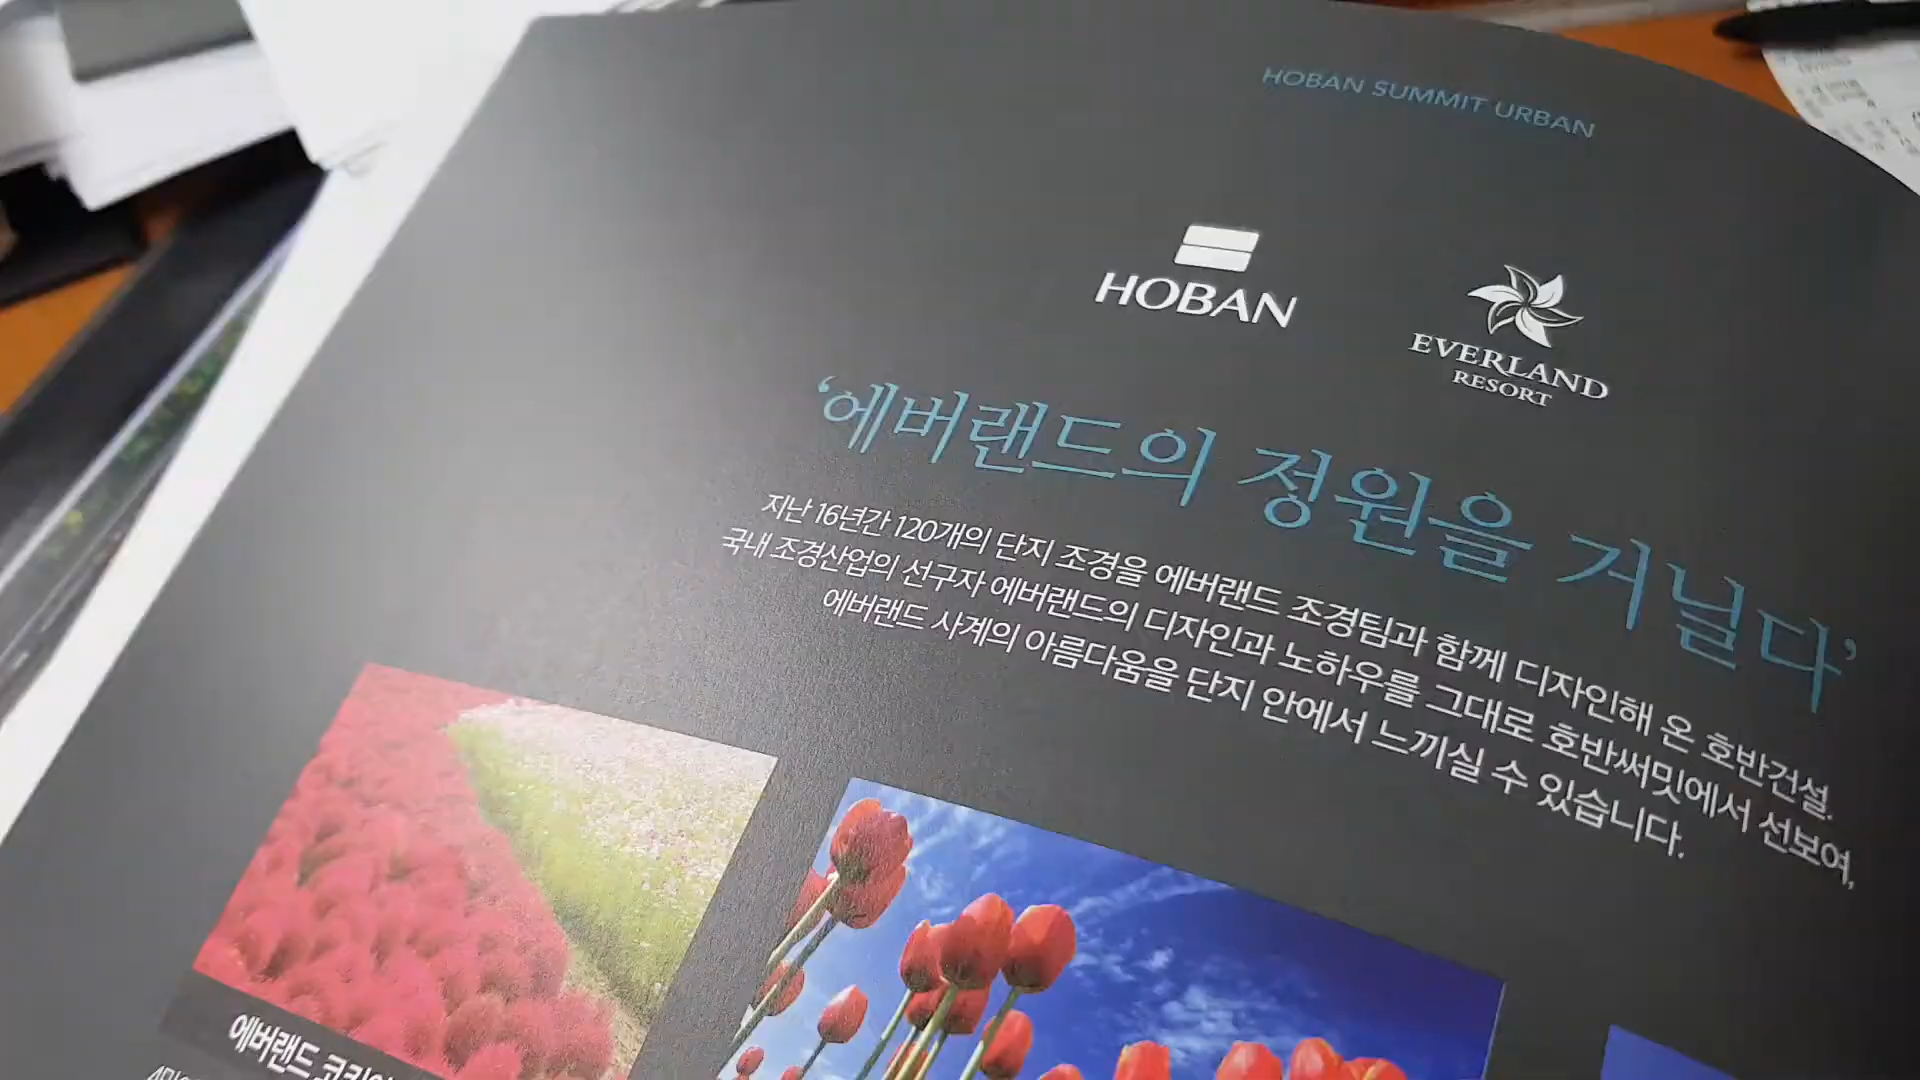 HOBAN SUMMIT URBAN
HOBAN
EVERLAND
RESORT
‘에버랜드의 정원을 거닐다’
지난 16년간 120개의 단지 조경을 에버랜드 조경팀과 함께 디자인해 온 호반건설.
국내 조경산업의 선구자 에버랜드의 디자인과 노하우를 그대로 호반써밋에서 선보여,
에버랜드 사계의 아름다움을 단지 안에서 느끼실 수 있습니다.
에버랜드